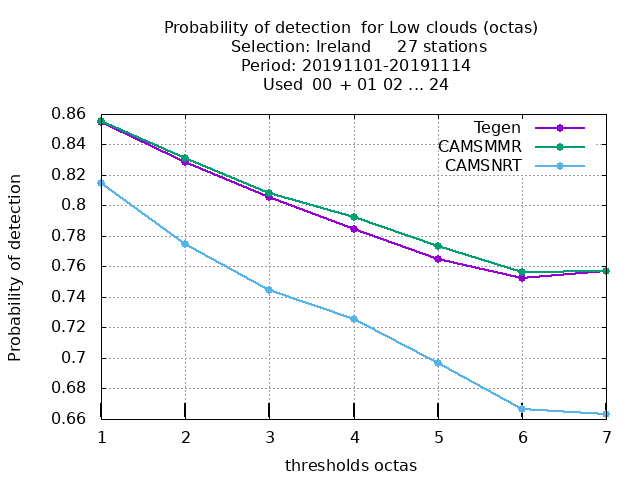 Probability of detection  for Low clouds (octas)
Selection: Ireland     27 stations
Period: 20191101-20191114
Used  00  + 01 02 ... 24
0.86
0.84
0.82
0.8
0.78
0.76
0.74
0.72
0.7
0.68
0.66
Probability of detection
Tegen
CAMSMMR
CAMSNRT
1 2 3 4 5 6 7
thresholds octas